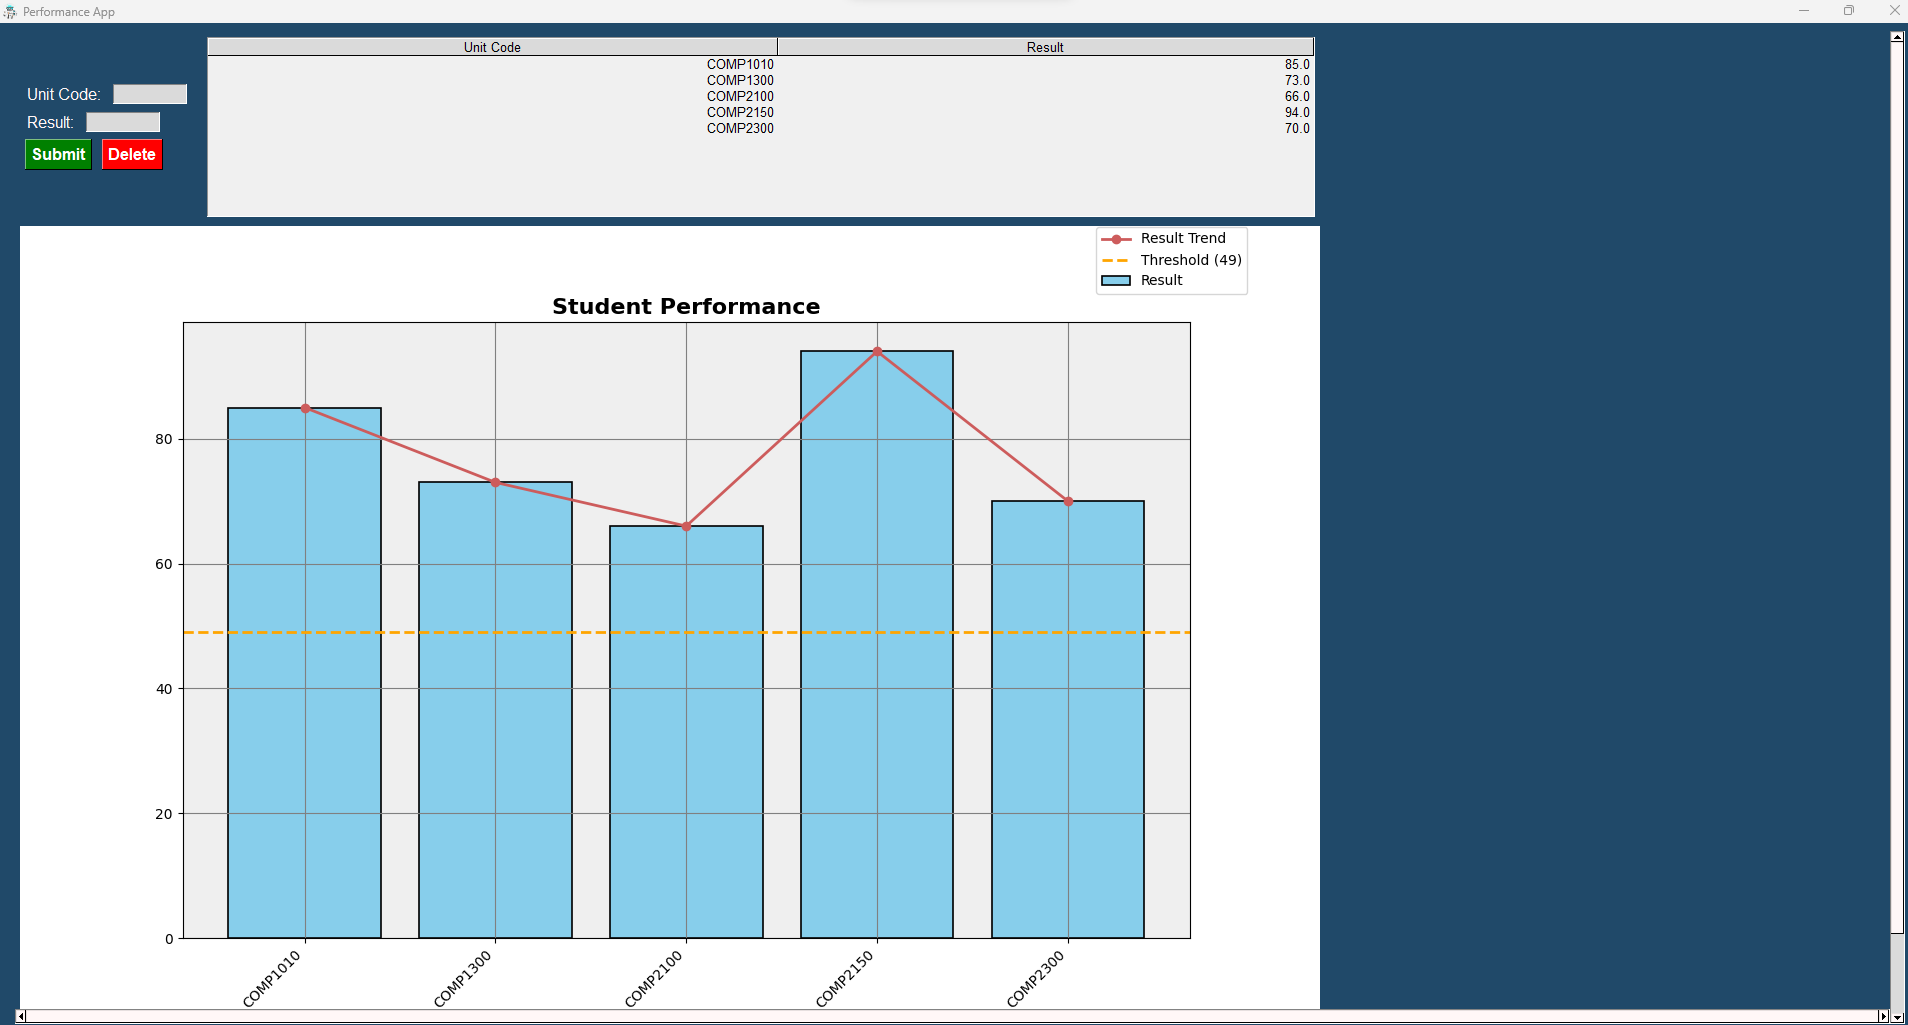 Performance App
Unit Code Result
COMP1010 85.0
COMP1300 73.0
COMP2100 66.0
COMP2150 94.0
COMP2300 70.0
Unit Code:
Result:
Submit Delete
Result Trend
Threshold (49)
Result
Student Performance
80
60
40
20
0
COMP1010 COMP1300 COMP2100 COMP2150 COMP2300